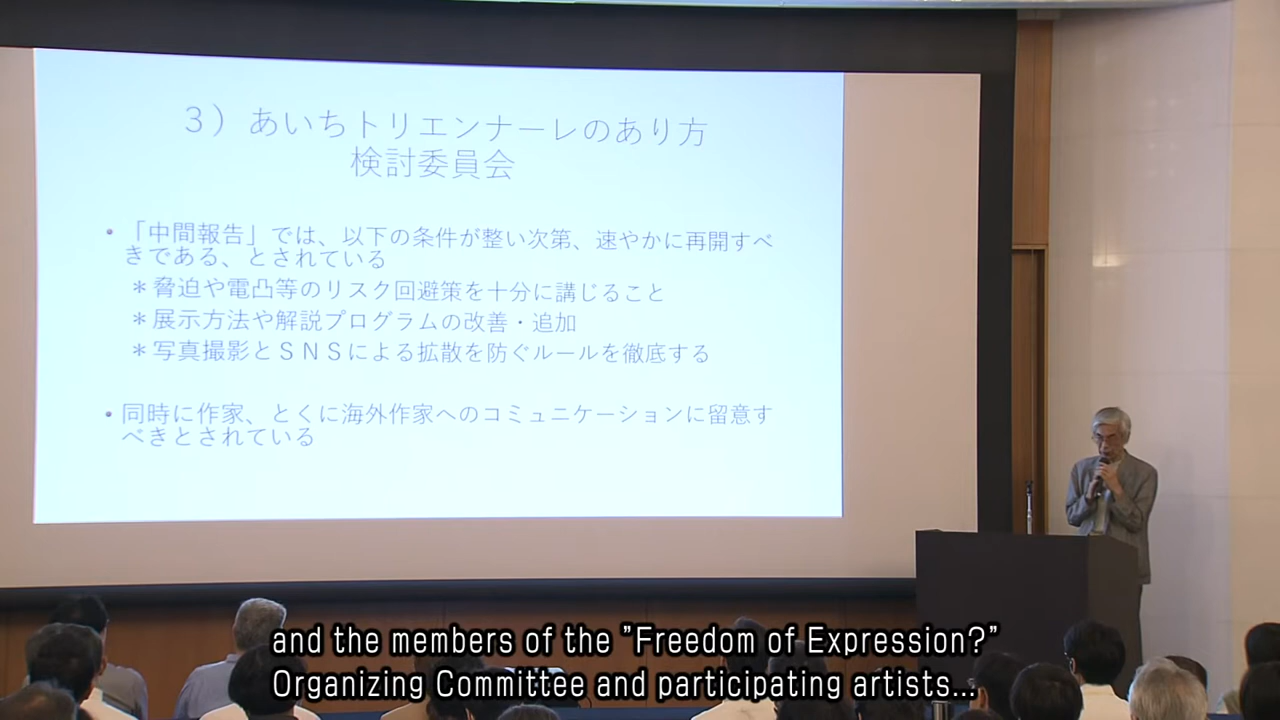 ３）あいちトリエンナーレのあり方
検討委員会
・「中間報告」では、以下の条件が整い次第、速やかに再開すべ
きである、とされている
＊脅迫や電凸等のリスク回避策を十分に講じること
＊展示方法や解説プログラムの改善・追加
＊写真撮影とＳＮＳによる拡散を防ぐルールを徹底する
・同時に作家、とくに海外作家へのコミュニケーションに留意す
べきとされている
and the members of the "Freedom of Expression?"
Organizing Committee and participating artists...